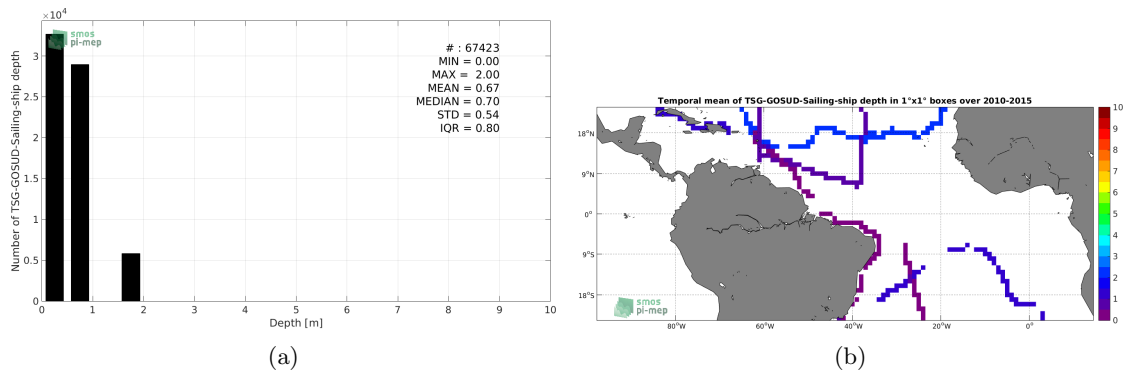 ×10⁴
smos
pi-mep
# : 67423
MIN = 0.00
MAX = 2.00
MEAN = 0.67
MEDIAN = 0.70
STD = 0.54
IQR = 0.80
Number of TSG-GOSUD-Sailing-ship depth
3
2.5
2
1.5
1
0.5
0
0 1 2 3 4 5 6 7 8 9 10
Depth [m]
(a)
Temporal mean of TSG-GOSUD-Sailing-ship depth in 1°x1° boxes over 2010-2015
18°N
9°N
0°
9°S
18°S
80°W 60°W 40°W 20°W 0°
smos
pi-mep
10
9
8
7
6
5
4
3
2
1
0
(b)